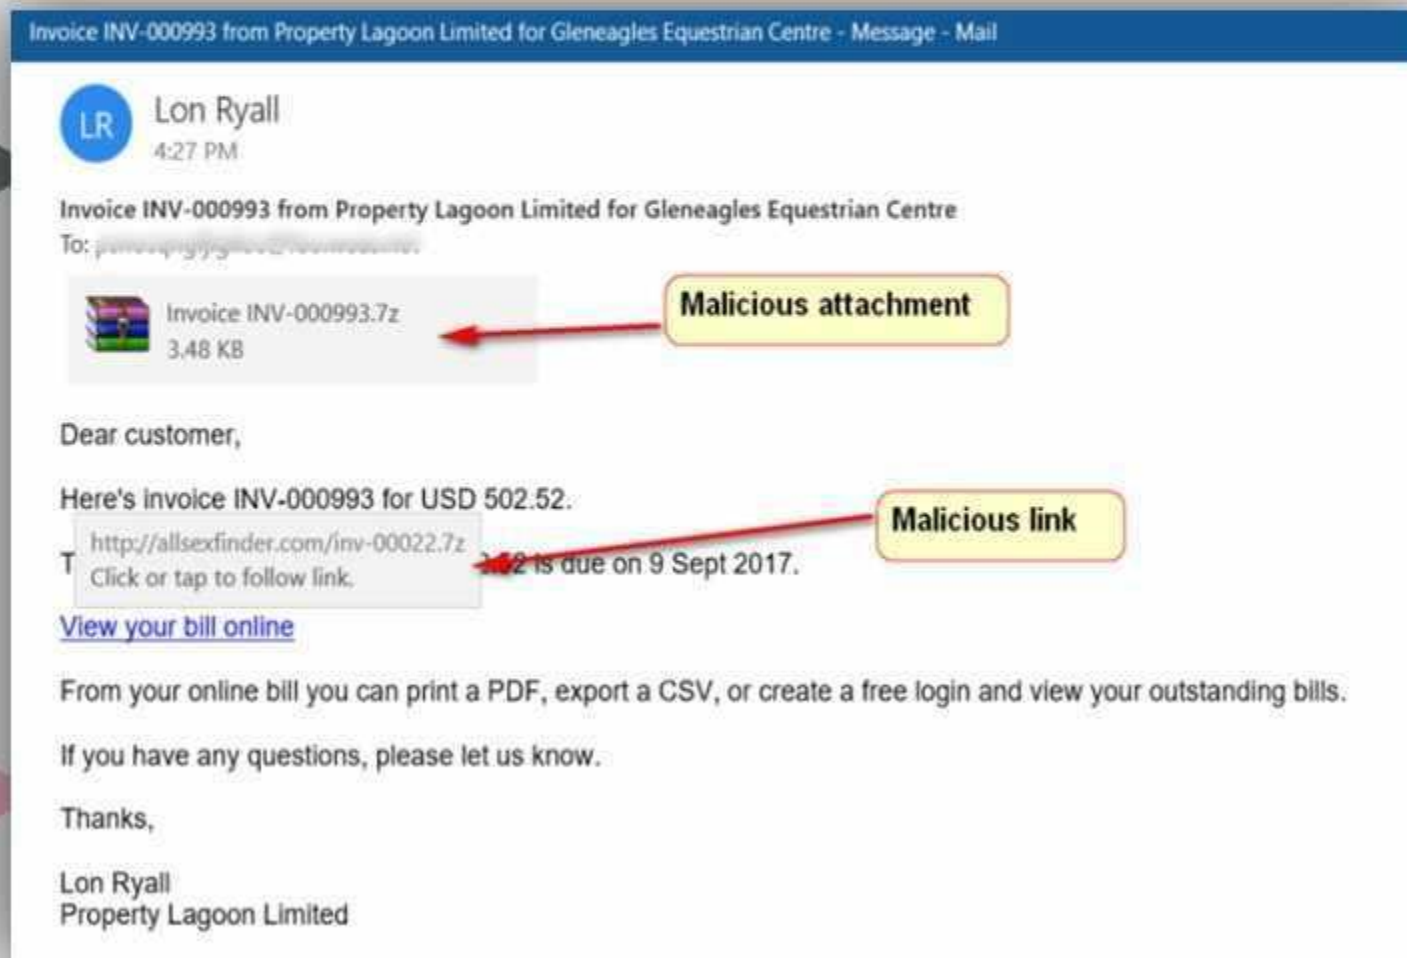 Invoice INV-000993 from Property Lagoon Limited for Gleneagles Equestrian Centre - Message - Mail
LR
Lon Ryall
4:27 PM
Invoice INV-000993 from Property Lagoon Limited for Gleneagles Equestrian Centre
To:
Invoice INV-000993.7z
3.48 KB
Malicious attachment
Dear customer,
Here's invoice INV-000993 for USD 502.52.
Malicious link
http://allsexfinder.com/inv-00022.7z
Click or tap to follow link.
is due on 9 Sept 2017.
View your bill online
From your online bill you can print a PDF, export a CSV, or create a free login and view your outstanding bills.
If you have any questions, please let us know.
Thanks,
Lon Ryall
Property Lagoon Limited